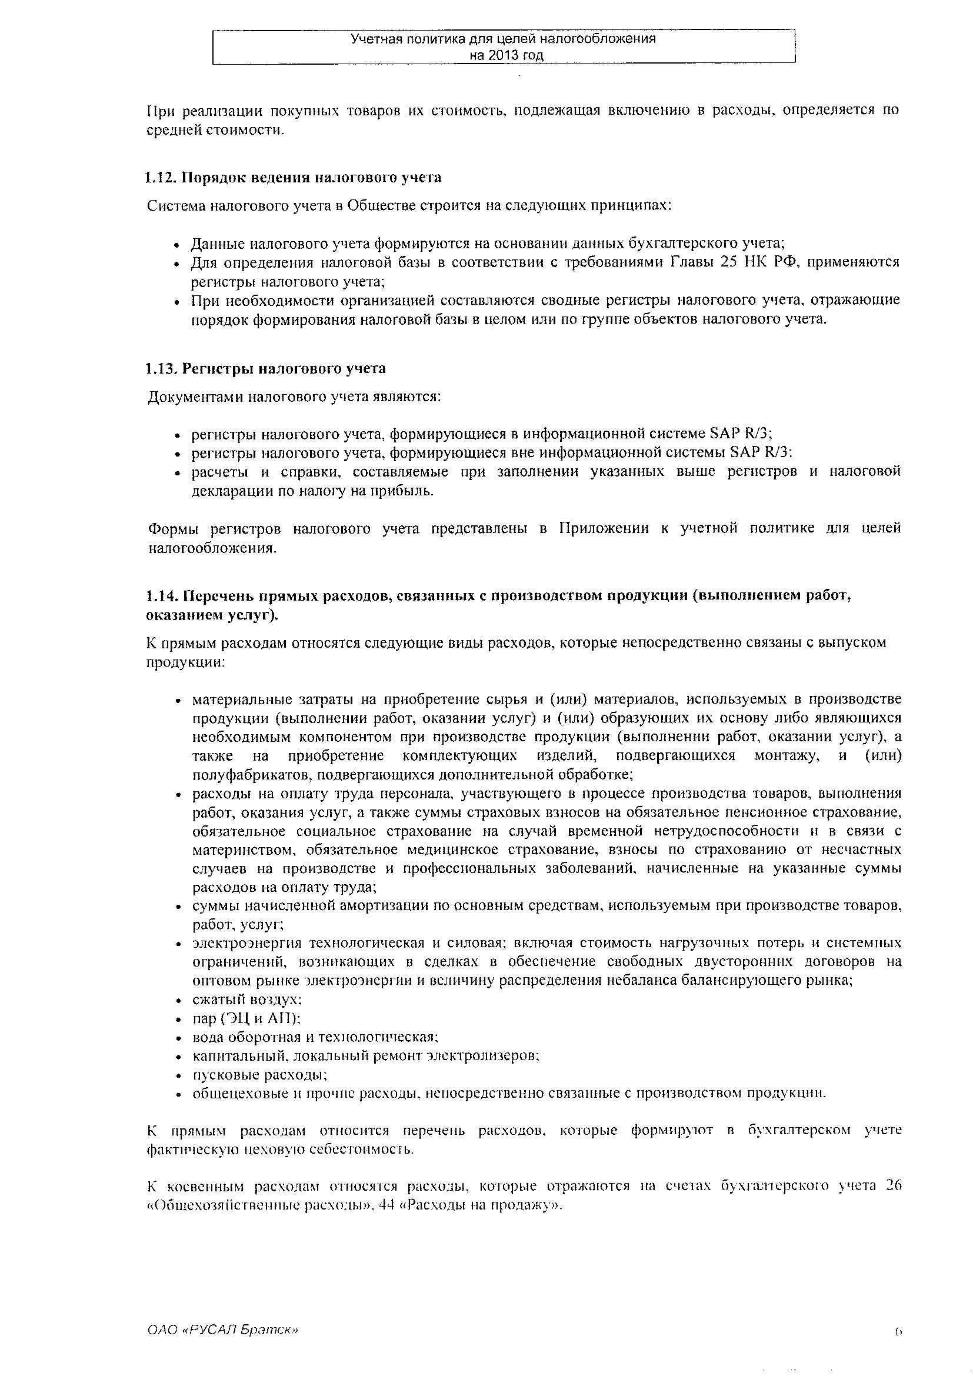 Учетная политика для целей налогообложения
на 2013 год
При реализации покупных товаров их стоимость, подлежащая включению в расходы, определяется по
средней стоимости.
1.12. Порядок ведения налогового учета
Система налогового учета в Обществе строится на следующих принципах:
• Данные налогового учета формируются на основании данных бухгалтерского учета;
• Для определения налоговой базы в соответствии с требованиями Главы 25 НК РФ, применяются
регистры налогового учета;
• При необходимости организацией составляются сводные регистры налогового учета, отражающие
порядок формирования налоговой базы в целом или по группе объектов налогового учета.
1.13. Регистры налогового учета
Документами налогового учета являются:
• регистры налогового учета, формирующиеся в информационной системе SAP R/3;
• регистры налогового учета, формирующиеся вне информационной системы SAP R/3;
• расчеты и справки, составляемые при заполнении указанных выше регистров и налоговой
декларации по налогу на прибыль.
Формы регистров налогового учета представлены в Приложении к учетной политике для целей
налогообложения.
1.14. Перечень прямых расходов, связанных с производством продукции (выполнением работ,
оказанием услуг).
К прямым расходам относятся следующие виды расходов, которые непосредственно связаны с выпуском
продукции:
• материальные затраты на приобретение сырья и (или) материалов, используемых в производстве
продукции (выполнении работ, оказании услуг) и (или) образующих их основу либо являющихся
необходимым компонентом при производстве продукции (выполнении работ, оказании услуг), а
также на приобретение комплектующих изделий, подвергающихся монтажу, и (или)
полуфабрикатов, подвергающихся дополнительной обработке;
• расходы на оплату труда персонала, участвующего в процессе производства товаров, выполнения
работ, оказания услуг, а также суммы страховых взносов на обязательное пенсионное страхование,
обязательное социальное страхование на случай временной нетрудоспособности и в связи с
материнством, обязательное медицинское страхование, взносы по страхованию от несчастных
случаев на производстве и профессиональных заболеваний, начисленные на указанные суммы
расходов на оплату труда;
• суммы начисленной амортизации по основным средствам, используемым при производстве товаров,
работ, услуг;
• электроэнергия технологическая и силовая; включая стоимость нагрузочных потерь и системных
ограничений, возникающих в сделках в обеспечение свободных двусторонних договоров на
оптовом рынке электроэнергии и величину распределения небаланса балансирующего рынка;
• сжатый воздух;
• пар (ЭЦ и АП);
• вода оборотная и технологическая;
• капитальный, локальный ремонт электролизеров;
• пусковые расходы;
• общецеховые и прочие расходы, непосредственно связанные с производством продукции.
К прямым расходам относится перечень расходов, которые формируют в бухгалтерском учете
фактическую цеховую себестоимость.
К косвенным расходам относятся расходы, которые отражаются на счетах бухгалтерского учета 26
«Общехозяйственные расходы», 44 «Расходы на продажу».
ОАО «РУСАЛ Братск»
6